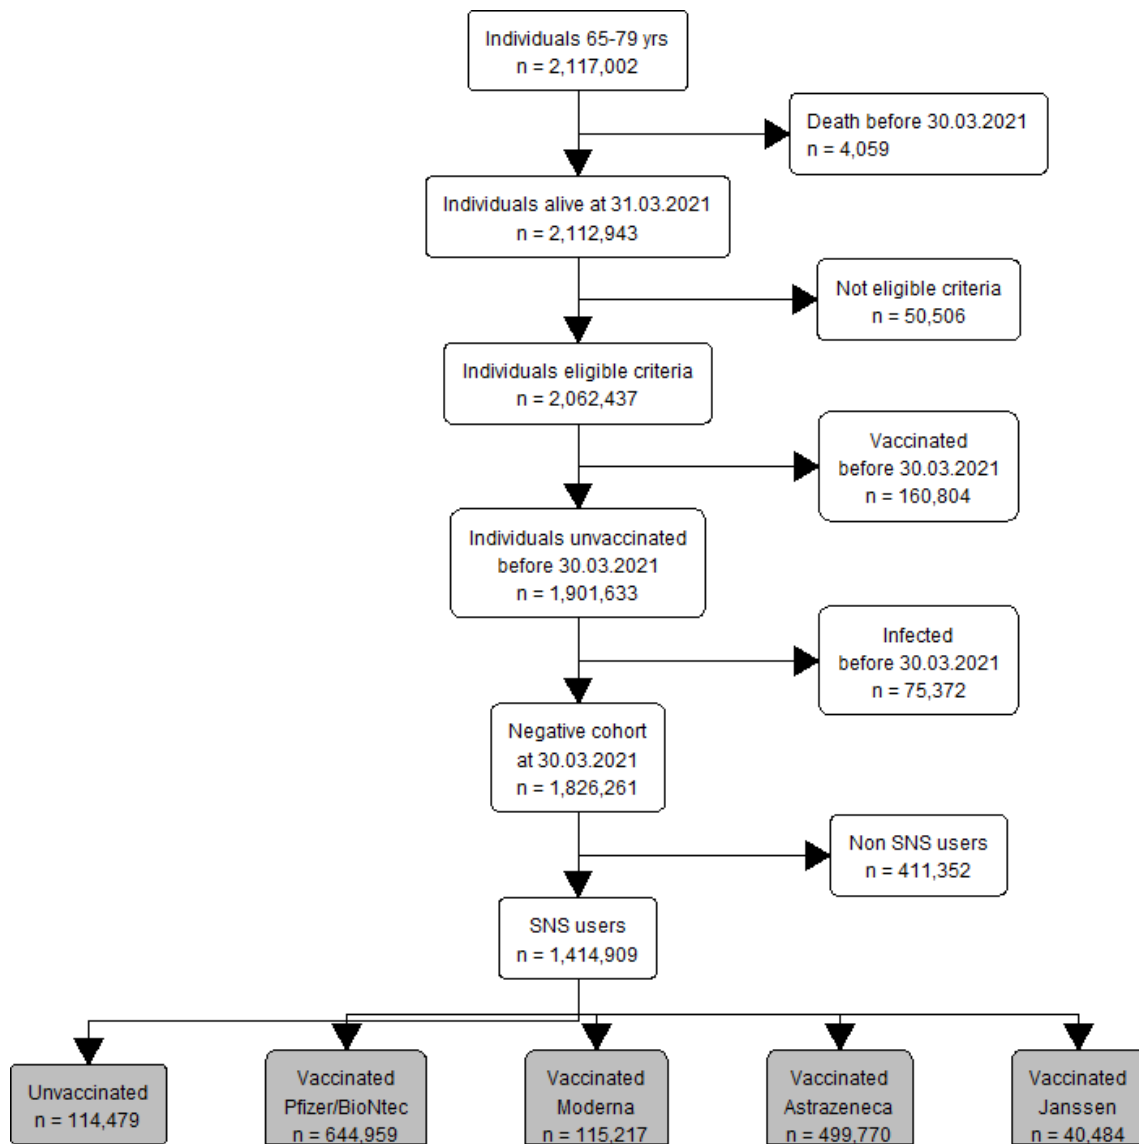 Individuals 65-79 yrs
n = 2,117,002
Death before 30.03.2021
n = 4,059
Individuals alive at 31.03.2021
n = 2,112,943
Not eligible criteria
n = 50,506
Individuals eligible criteria
n = 2,062,437
Vaccinated
before 30.03.2021
n = 160,804
Individuals unvaccinated
before 30.03.2021
n = 1,901,633
Infected
before 30.03.2021
n = 75,372
Negative cohort
at 30.03.2021
n = 1,826,261
Non SNS users
n = 411,352
SNS users
n = 1,414,909
Unvaccinated
n = 114,479
Vaccinated
Pfizer/BioNtec
n = 644,959
Vaccinated
Moderna
n = 115,217
Vaccinated
Astrazeneca
n = 499,770
Vaccinated
Janssen
n = 40,484